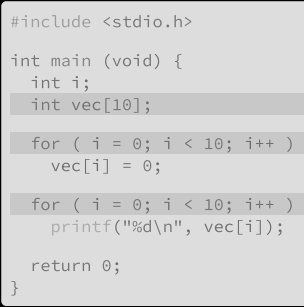 #include <stdio.h>
int main (void) {
int i;
int vec[10];
for ( i = 0; i < 10; i++ )
vec[i] = 0;
for ( i = 0; i < 10; i++ )
printf("%d\n", vec[i]);
return 0;
}